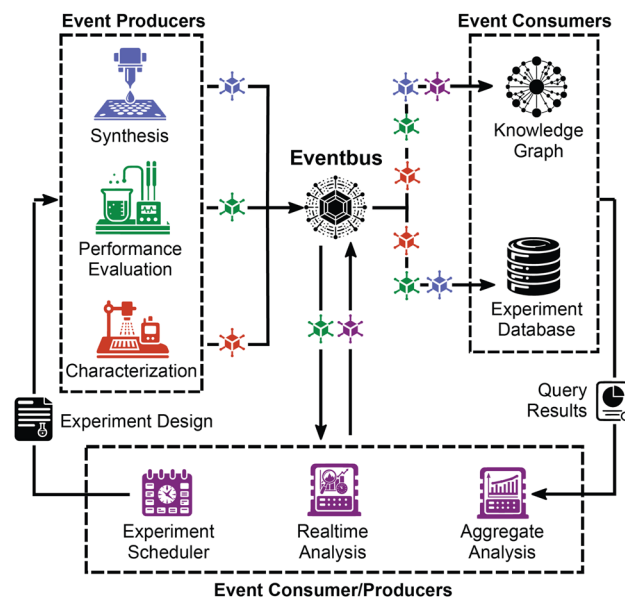 Event Producers
Event Consumers
Synthesis
Eventbus
Knowledge
Graph
Performance
Evaluation
Experiment
Database
Characterization
Experiment Design
Query
Results
Experiment
Scheduler
Realtime
Analysis
Aggregate
Analysis
Event Consumer/Producers